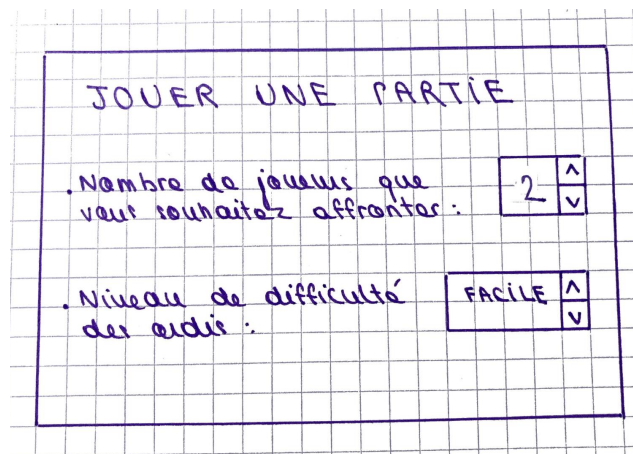 JOUER UNE PARTIE
. Nombre de joueurs que
vous souhaitez affronter :
2
. Niveau de difficulté
des ordis :
FACILE